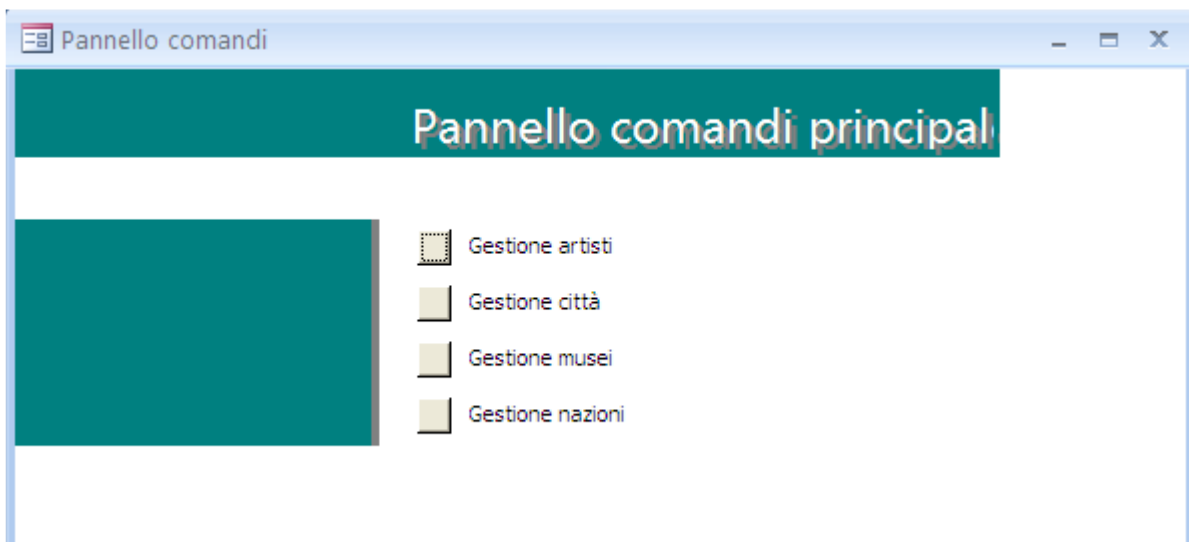 Pannello comandi
Pannello comandi principal
Gestione artisti
Gestione città
Gestione musei
Gestione nazioni